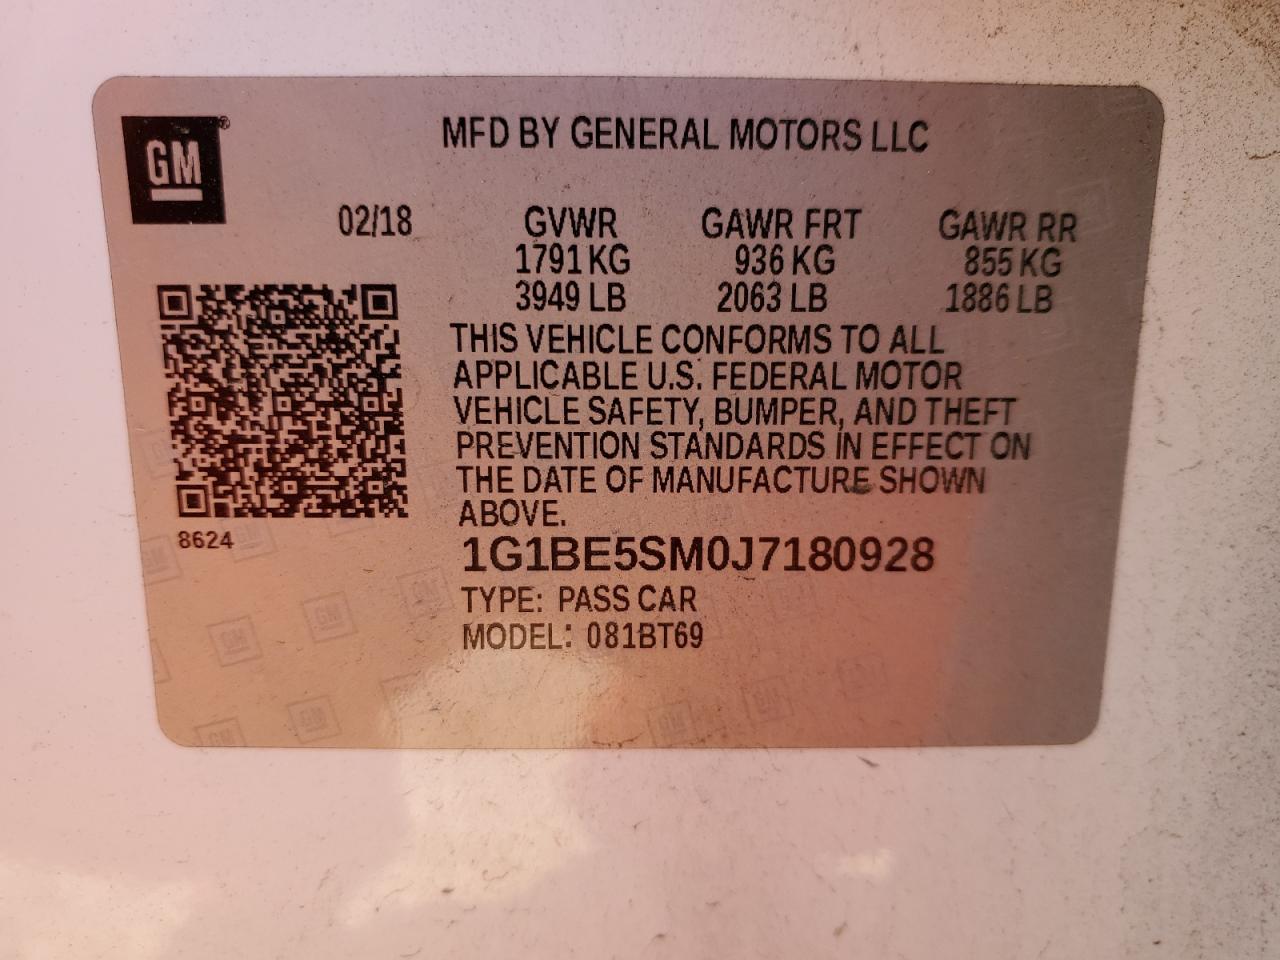 GM®
MFD BY GENERAL MOTORS LLC
02/18
GVWR GAWR FRT GAWR RR
1791 KG 936 KG 855 KG
3949 LB 2063 LB 1886 LB
THIS VEHICLE CONFORMS TO ALL
APPLICABLE U.S. FEDERAL MOTOR
VEHICLE SAFETY, BUMPER, AND THEFT
PREVENTION STANDARDS IN EFFECT ON
THE DATE OF MANUFACTURE SHOWN
ABOVE.
8624
1G1BE5SM0J7180928
TYPE: PASS CAR
MODEL: 081BT69